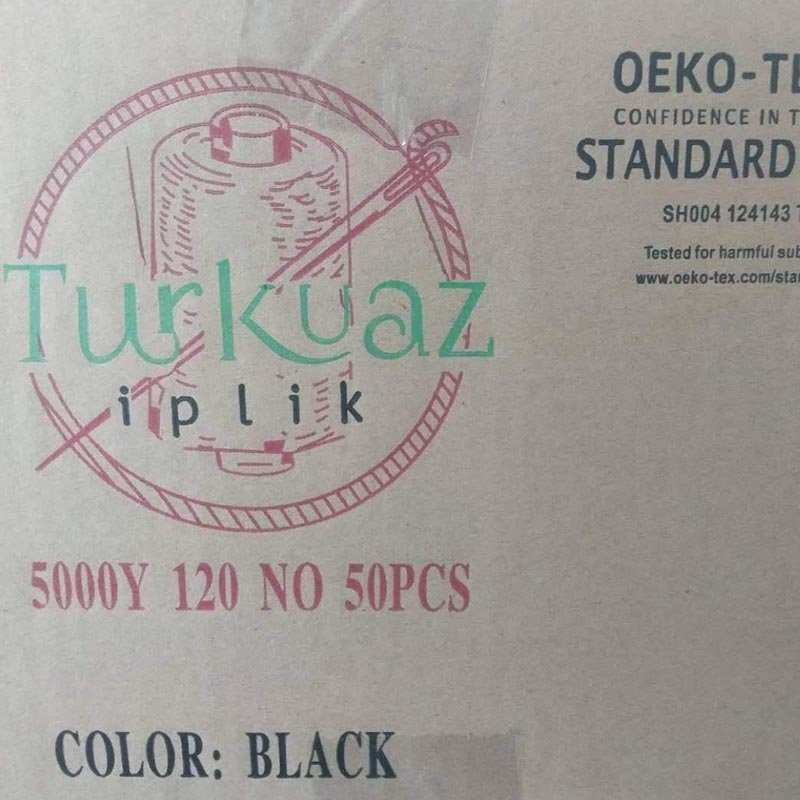 Turkuaz
iplik
5000Y 120 NO 50PCS
COLOR: BLACK
OEKO-TE
CONFIDENCE IN T
STANDARD
SH004 124143 T
Tested for harmful sub
www.oeko-tex.com/sta